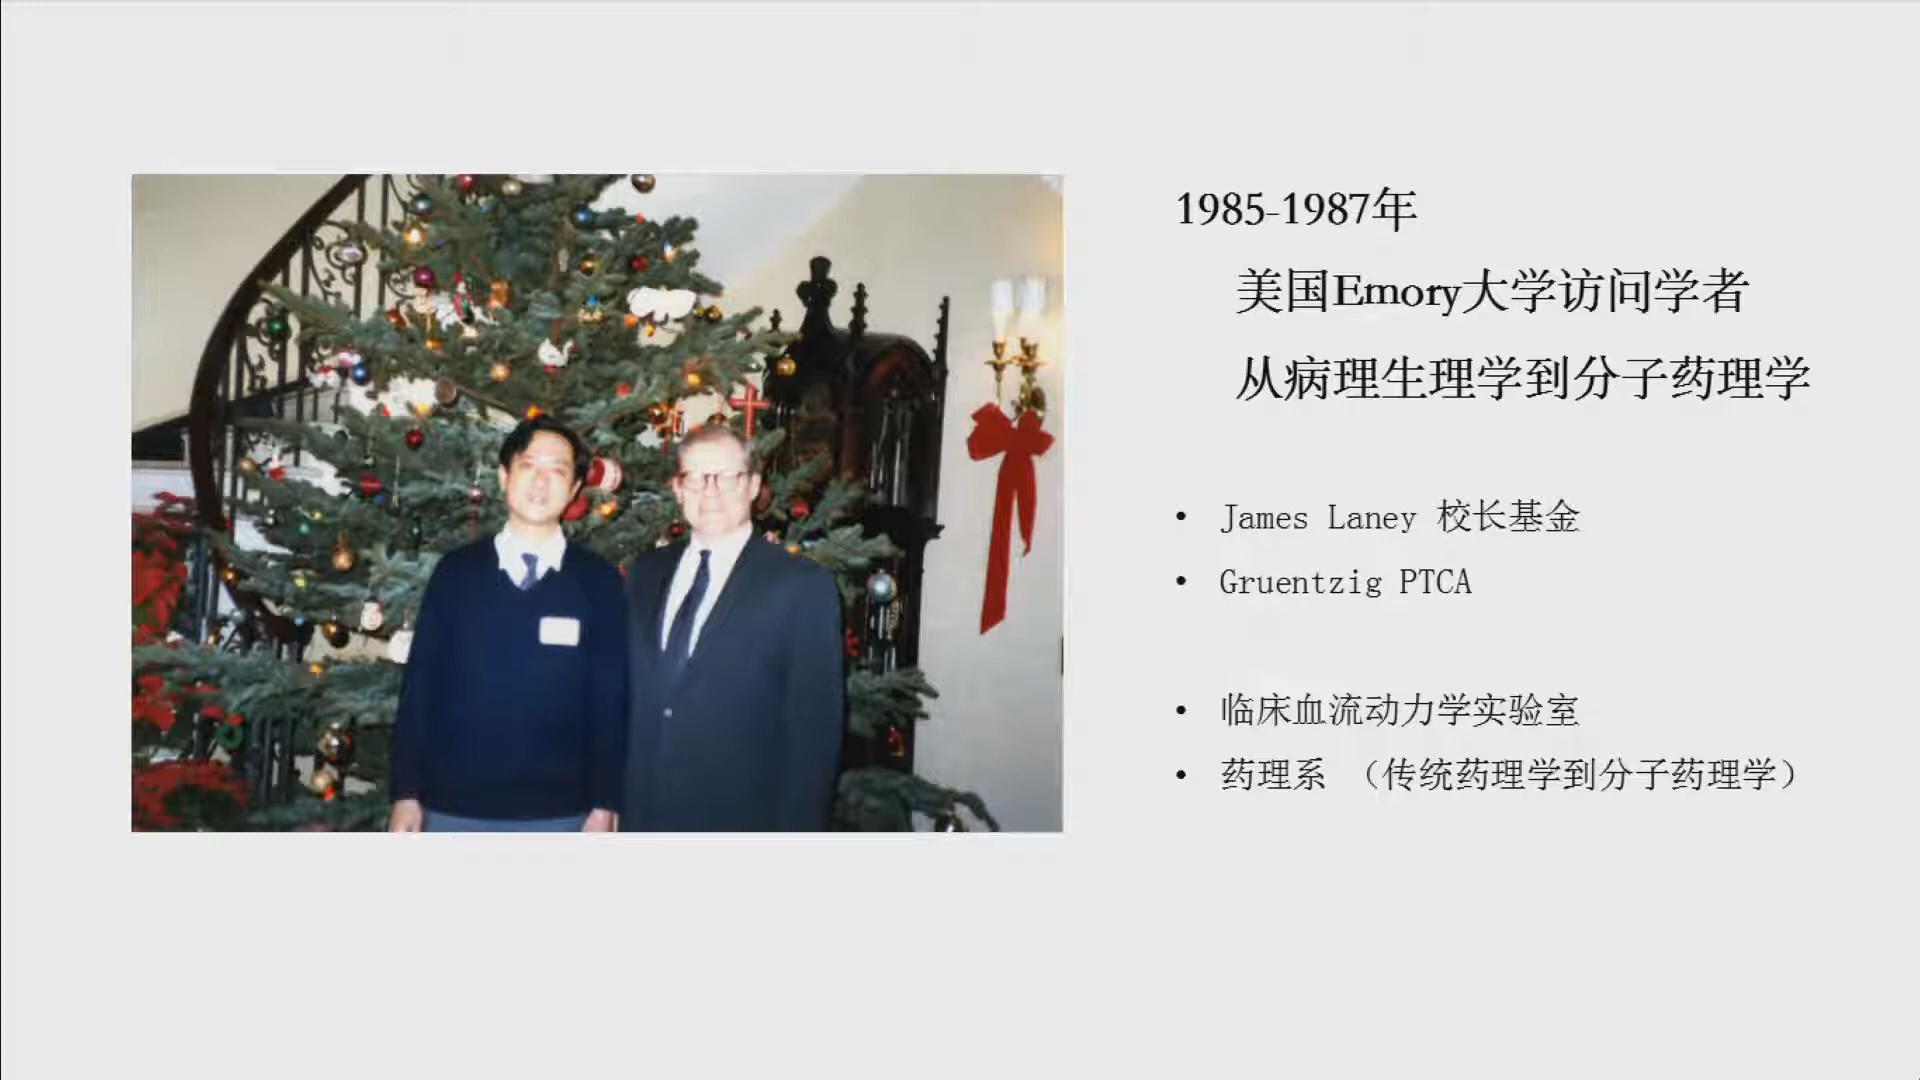 1985-1987年
美国Emory大学访问学者
从病理生理学到分子药理学
• James Laney 校长基金
• Gruentzig PTCA
• 临床血流动力学实验室
• 药理系 （传统药理学到分子药理学）